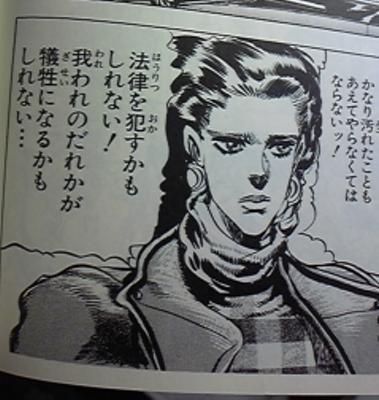 かなり汚れたことも
あえてやらなくては
ならないッ!
法律を犯すかも
しれない!
我われのだれかが
犠牲になるかも
しれない…